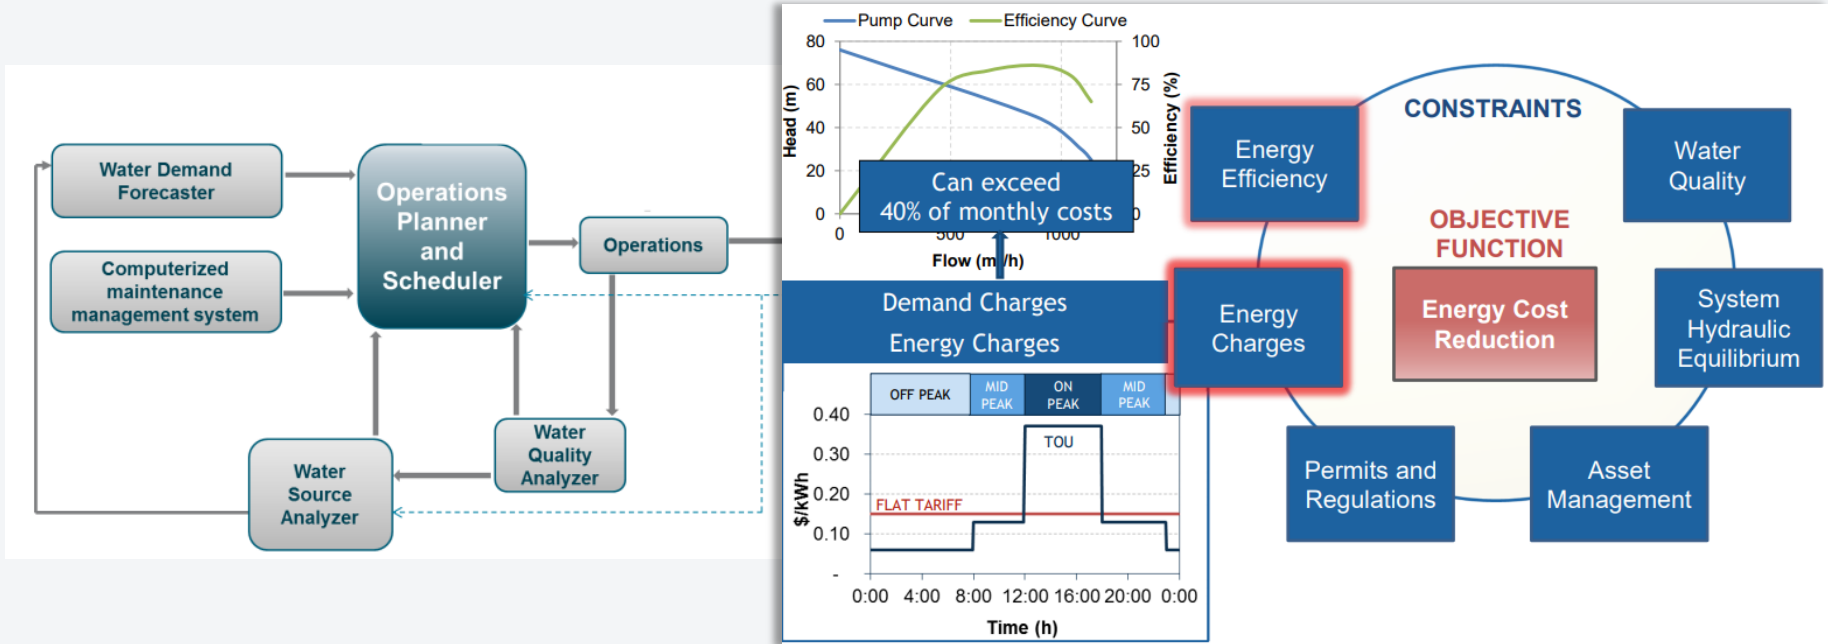 Water Demand
Forecaster
Computerized
maintenance
management system
Operations
Planner
and
Scheduler
Operations
Water
Quality
Analyzer
Water
Source
Analyzer
Pump Curve
Efficiency Curve
80
60
40
20
0
Head (m)
100
75
50
25
0
Efficiency (%)
Can exceed
40% of monthly costs
0
500
1000
Flow (m /h)
Demand Charges
Energy Charges
OFF PEAK
MID
PEAK
ON
PEAK
MID
PEAK
0.40
0.30
0.20
0.10
-
$/kWh
TOU
FLAT TARIFF
0:00 4:00 8:00 12:00 16:00 20:00 0:00
Time (h)
CONSTRAINTS
Energy
Efficiency
Water
Quality
OBJECTIVE
FUNCTION
Energy Cost
Reduction
Energy
Charges
System
Hydraulic
Equilibrium
Permits and
Regulations
Asset
Management